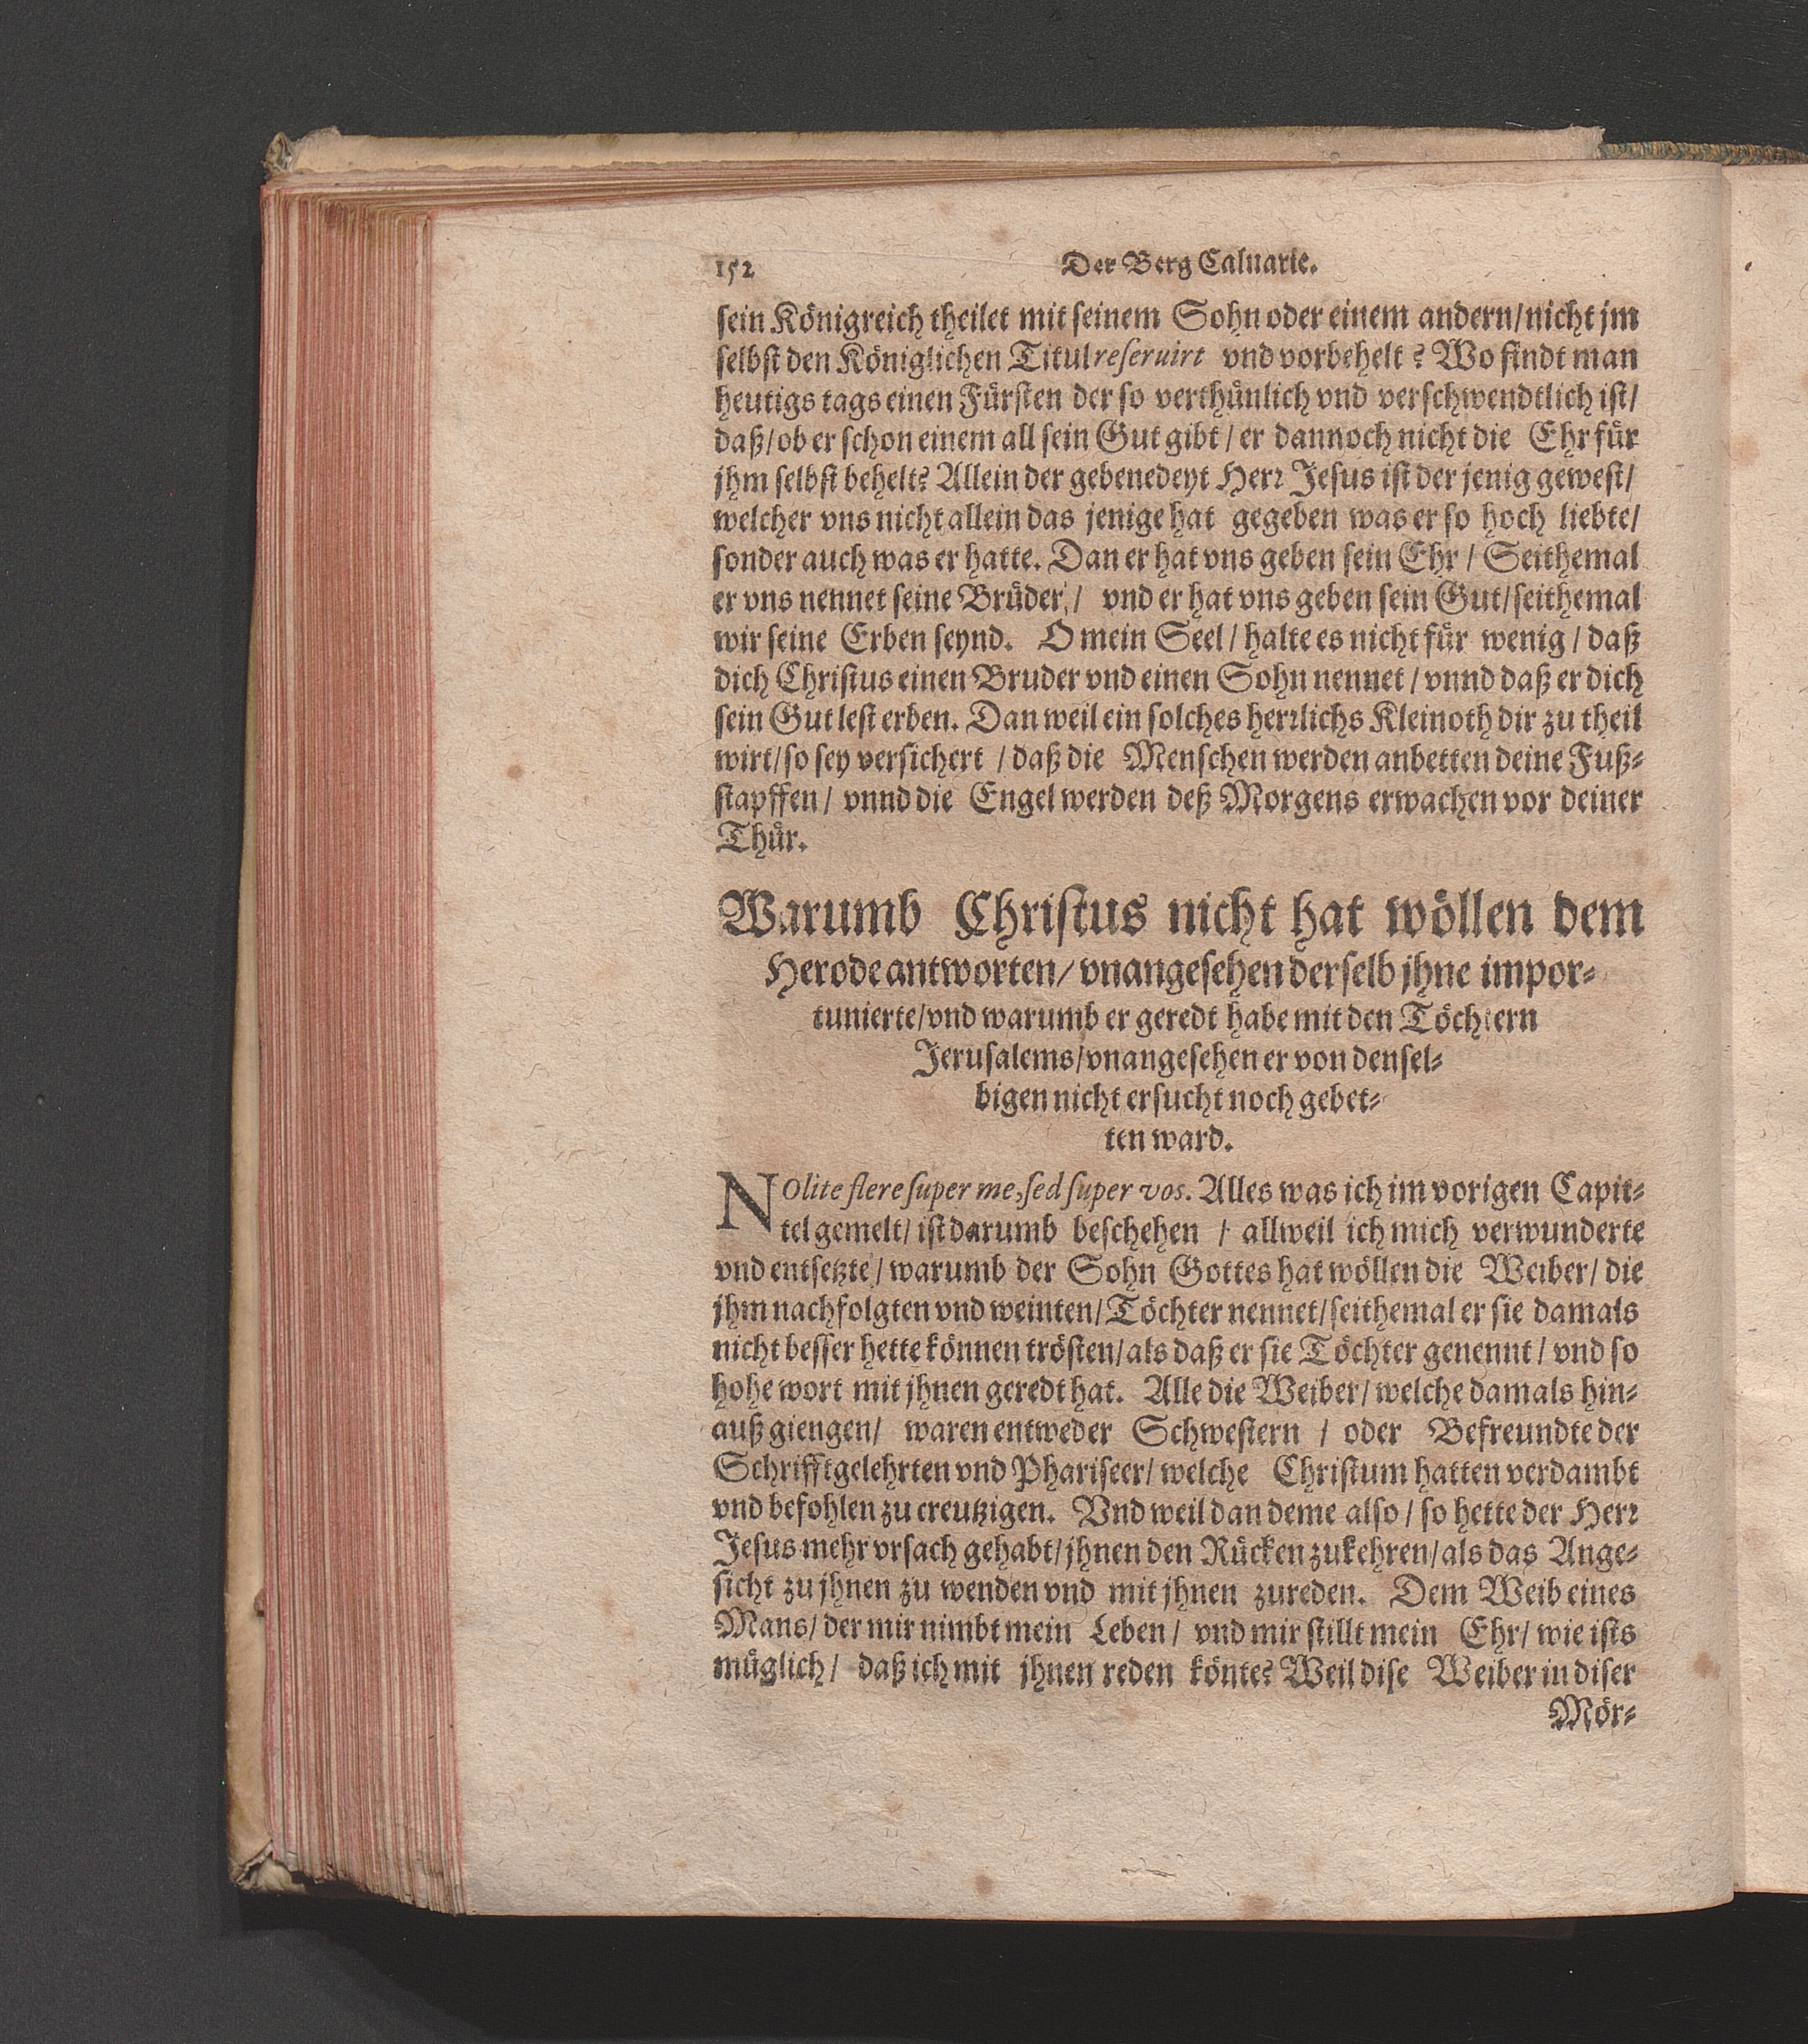 152 Der Berg Caluarie.
sein Königreich theilet mit seinem Sohn oder einem andern/ nicht jm
selbst den Königlichen Titul reseruirt vnd vorbehelt? Wo findt man
heutigs tags einen Fürsten der so verthünlich vnd verschwendtlich ist/
daß/ ob er schon einem all sein Gut gibt/ er dannoch nicht die Ehr für
jhm selbst behelt? Allein der gebenedeyt Herr Jesus ist der jenig gewest/
welcher vns nicht allein das jenige hat gegeben was er so hoch liebte/
sonder auch was er hatte. Dan er hat vns geben sein Ehr/ Seithemal
er vns nennet seine Brüder/ vnd er hat vns geben sein Gut/ seithemal
wir seine Erben seynd. O mein Seel/ halte es nicht für wenig/ daß
dich Christus einen Bruder vnd einen Sohn nennet/ vnnd daß er dich
sein Gut lest erben. Dan weil ein solches herrlichs Kleinoth dir zu theil
wirt/ so sey versichert/ daß die Menschen werden anbetten deine Fuß-
stapffen/ vnnd die Engel werden deß Morgens erwachen vor deiner
Thür.
Warumb Christus nicht hat wöllen dem
Herode antworten/ vnangesehen derselb jhne impor-
tunierte/ vnd warumb er geredt habe mit den Töchtern
Jerusalems/ vnangesehen er von densel-
bigen nicht ersucht noch gebet-
ten ward.
NOlite flere super me, sed super vos. Alles was ich im vorigen Capit-
tel gemelt/ ist darumb beschehen/ allweil ich mich verwunderte
vnd entsetzte/ warumb der Sohn Gottes hat wöllen die Weiber/ die
jhm nachfolgten vnd weinten/ Töchter nennet/ seithemal er sie damals
nicht besser hette können trösten/ als daß er sie Töchter genennt/ vnd so
hohe wort mit jhnen geredt hat. Alle die Weiber/ welche damals hin-
auß giengen/ waren entweder Schwestern/ oder Befreundte der
Schrifftgelehrten vnd Phariseer/ welche Christum hatten verdambt
vnd befohlen zu creutzigen. Vnd weil dan deme also/ so hette der Herr
Jesus mehr vrsach gehabt/ jhnen den Rücken zukehren/ als das Ange-
sicht zu jhnen zu wenden vnd mit jhnen zureden. Dem Weib eines
Mans/ der mir nimbt mein Leben/ vnd mir stillt mein Ehr/ wie ists
müglich/ daß ich mit jhnen reden könte? Weil dise Weiber in diser
Mör-